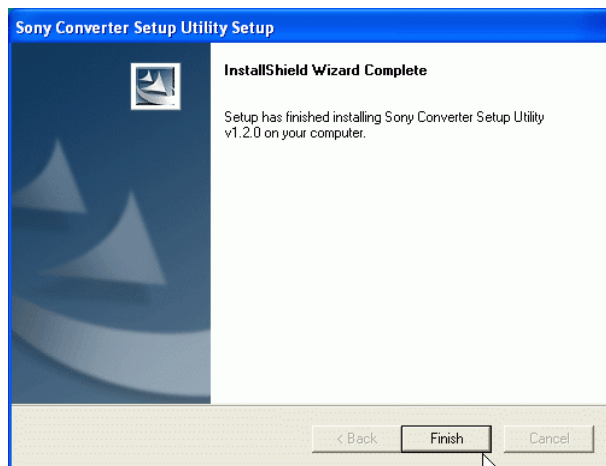 Sony Converter Setup Utility Setup
InstallShield Wizard Complete
Setup has finished installing Sony Converter Setup Utility
v1.2.0 on your computer.
< Back Finish Cancel